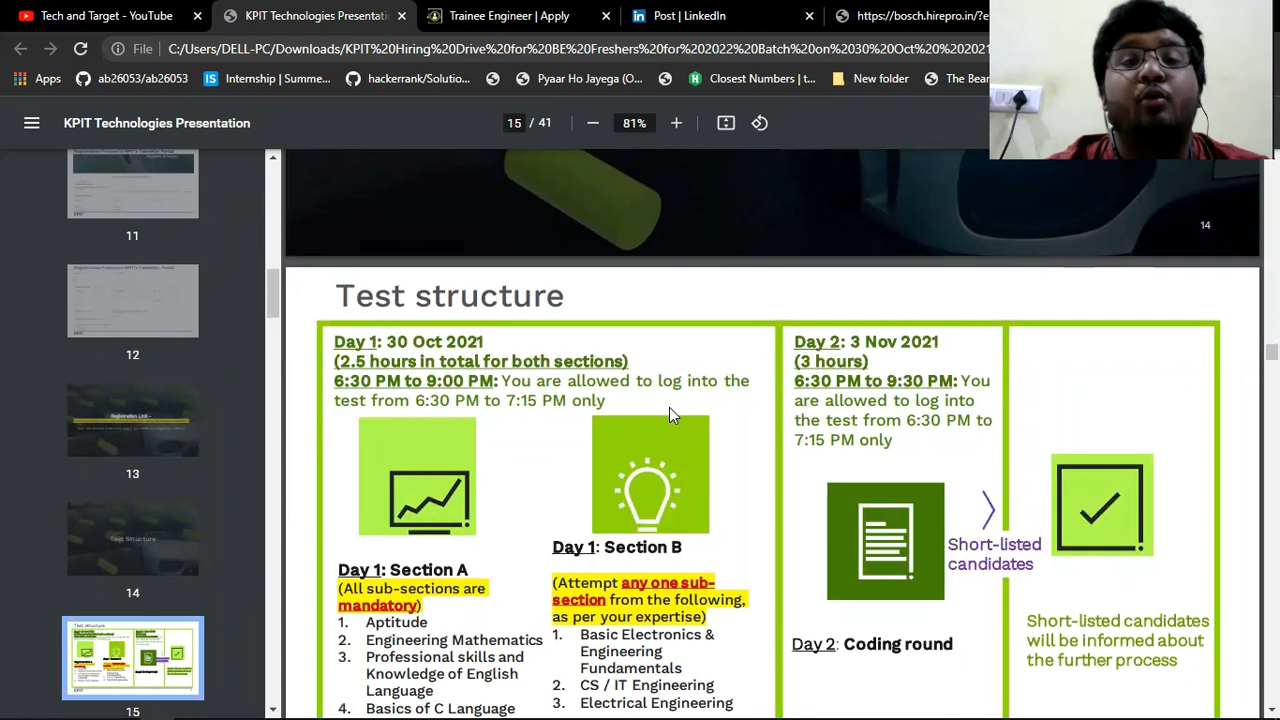 Tech and Target - YouTube
KPIT Technologies Presentati
Trainee Engineer | Apply
Post | LinkedIn
https://bosch.hirepro.in/?e
File
C:/Users/DELL-PC/Downloads/KPIT%20Hiring%20Drive%20for%20BE%20Freshers%20for%202022%20Batch%20on%2030%20Oct%20%202021
Apps
ab26053/ab26053
Internship | Summe...
hackerrank/Solutio...
Pyaar Ho Jayega (O...
Closest Numbers | t...
New folder
The Bear
KPIT Technologies Presentation
15 / 41
81%
11
12
13
Test Structure
14
15
14
Test structure
Day 1: 30 Oct 2021
(2.5 hours in total for both sections)
6:30 PM to 9:00 PM: You are allowed to log into the
test from 6:30 PM to 7:15 PM only
Day 1: Section A
(All sub-sections are
mandatory)
1. Aptitude
2. Engineering Mathematics
3. Professional skills and
Knowledge of English
Language
4. Basics of C Language
Day 1: Section B
(Attempt any one sub-
section from the following,
as per your expertise)
1. Basic Electronics &
Engineering
Fundamentals
2. CS / IT Engineering
3. Electrical Engineering
Day 2: 3 Nov 2021
(3 hours)
6:30 PM to 9:30 PM: You
are allowed to log into
the test from 6:30 PM to
7:15 PM only
Day 2: Coding round
Short-listed
candidates
Short-listed candidates
will be informed about
the further process